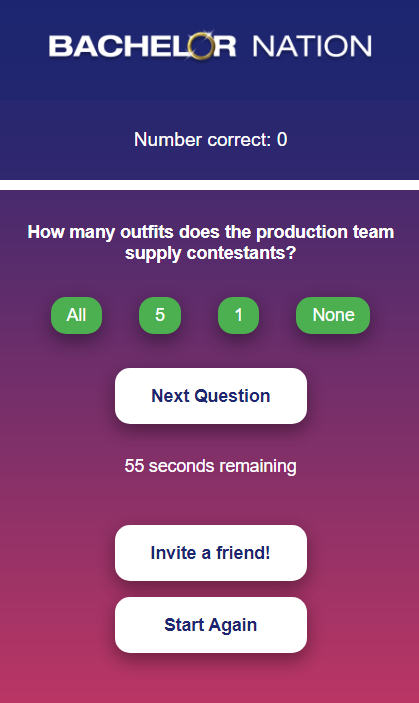 BACHELOR NATION
Number correct: 0
How many outfits does the production team
supply contestants?
All 5 1 None
Next Question
55 seconds remaining
Invite a friend!
Start Again